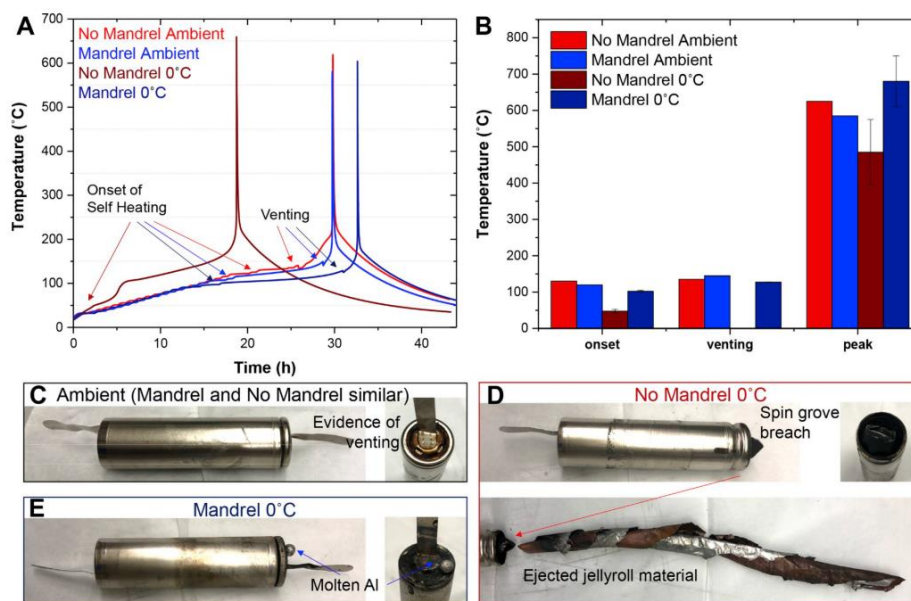 A
No Mandrel Ambient
Mandrel Ambient
No Mandrel 0˚C
Mandrel 0˚C
Onset of
Self Heating
Venting
Temperature (˚C)
700
600
500
400
300
200
100
0
0 10 20 30 40
Time (h)
B
No Mandrel Ambient
Mandrel Ambient
No Mandrel 0˚C
Mandrel 0˚C
Temperature (˚C)
800
700
600
500
400
300
200
100
0
onset venting peak
C Ambient (Mandrel and No Mandrel similar)
Evidence of
venting
D No Mandrel 0˚C
Spin grove
breach
Ejected jellyroll material
E Mandrel 0˚C
Molten Al